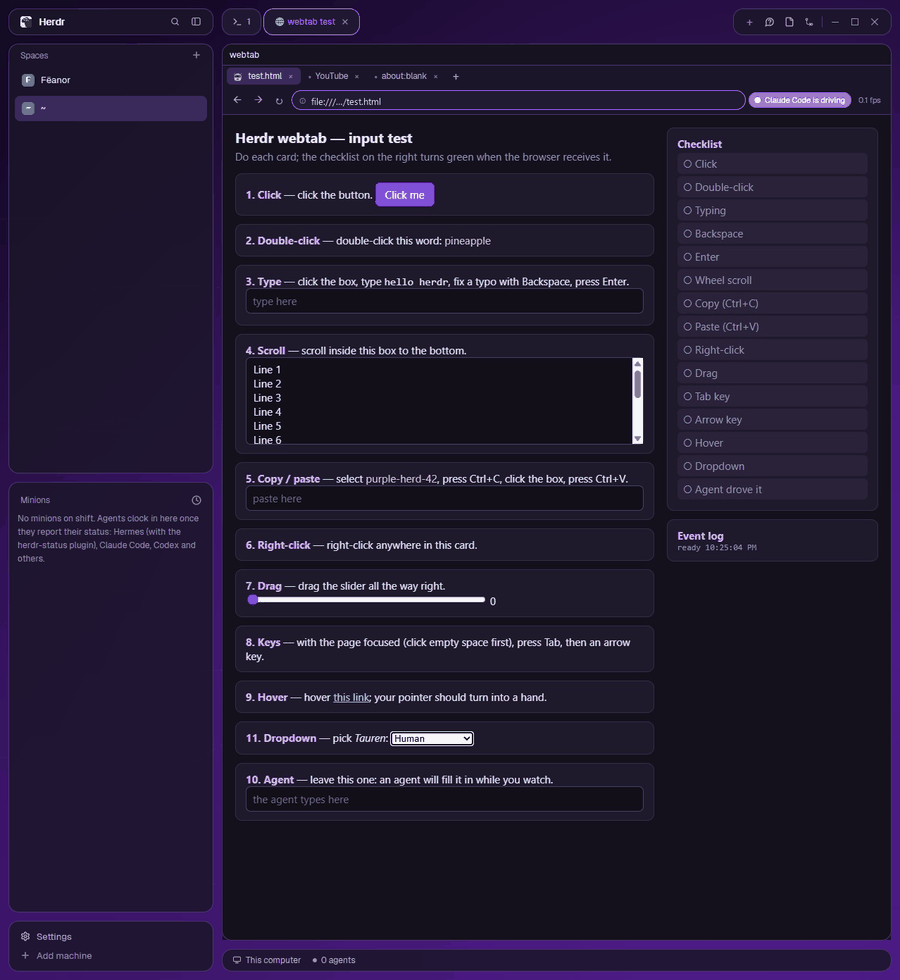 Herdr
1
webtab test
Spaces
F Fëanor
~ ~
Minions
No minions on shift. Agents clock in here once
they report their status: Hermes (with the
herdr-status plugin), Claude Code, Codex and
others.
Settings
Add machine
webtab
test.html
YouTube
about:blank
file:///.../test.html
Claude Code is driving
0.1 fps
Herdr webtab — input test
Do each card; the checklist on the right turns green when the browser receives it.
1. Click — click the button. Click me
2. Double-click — double-click this word: pineapple
3. Type — click the box, type hello herdr, fix a typo with Backspace, press Enter.
type here
4. Scroll — scroll inside this box to the bottom.
Line 1
Line 2
Line 3
Line 4
Line 5
Line 6
5. Copy / paste — select purple-herd-42, press Ctrl+C, click the box, press Ctrl+V.
paste here
6. Right-click — right-click anywhere in this card.
7. Drag — drag the slider all the way right.
0
8. Keys — with the page focused (click empty space first), press Tab, then an arrow
key.
9. Hover — hover this link; your pointer should turn into a hand.
11. Dropdown — pick Tauren: Human
10. Agent — leave this one: an agent will fill it in while you watch.
the agent types here
Checklist
Click
Double-click
Typing
Backspace
Enter
Wheel scroll
Copy (Ctrl+C)
Paste (Ctrl+V)
Right-click
Drag
Tab key
Arrow key
Hover
Dropdown
Agent drove it
Event log
ready 10:25:04 PM
This computer
0 agents